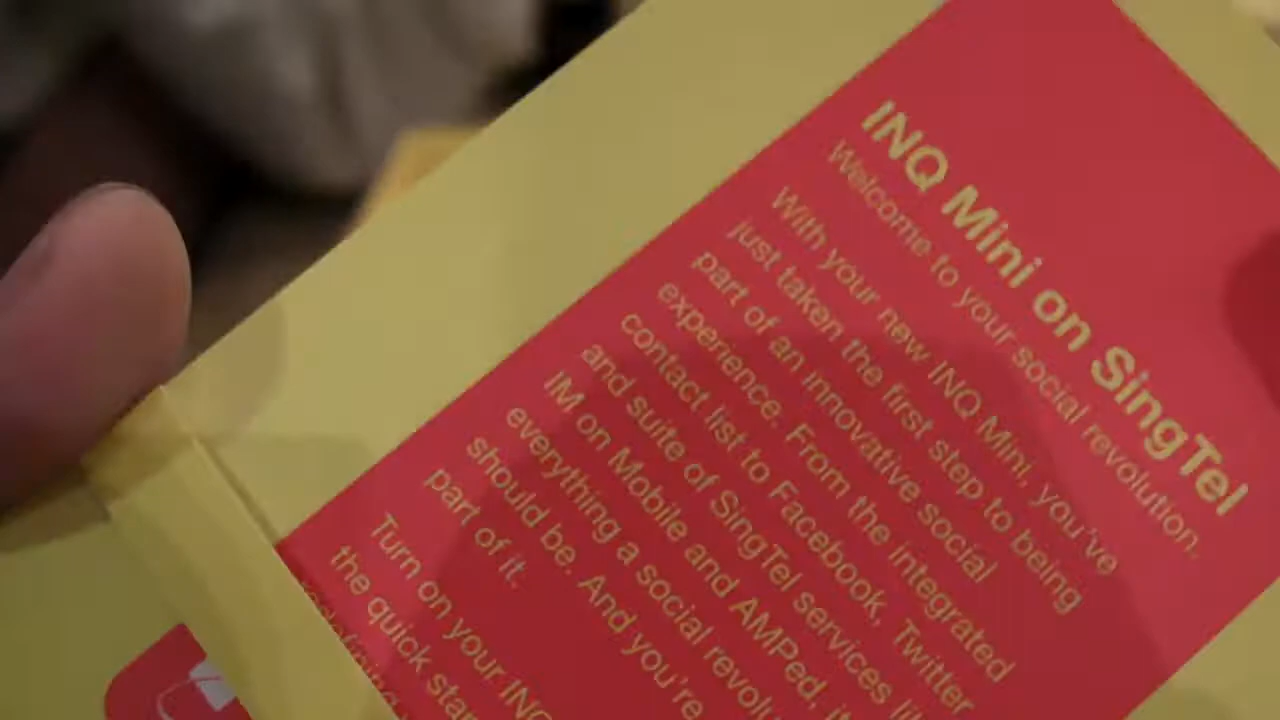 INQ Mini on SingTel
Welcome to your social revolution.
With your new INQ Mini, you've
just taken the first step to being
part of an innovative social
experience. From the integrated
contact list to Facebook, Twitter
and suite of SingTel services
IM on Mobile and AMPed,
everything a social
should be. And you're
part of it.
Turn on your INQ
the quick